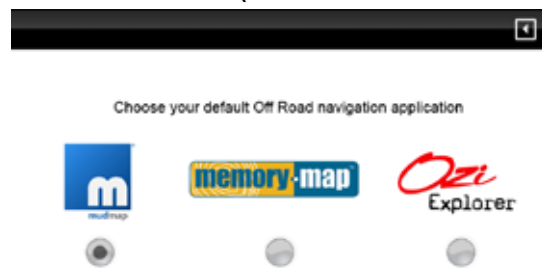 Choose your default Off Road navigation application
m
mudmap
memory-map
Ozi
Explorer